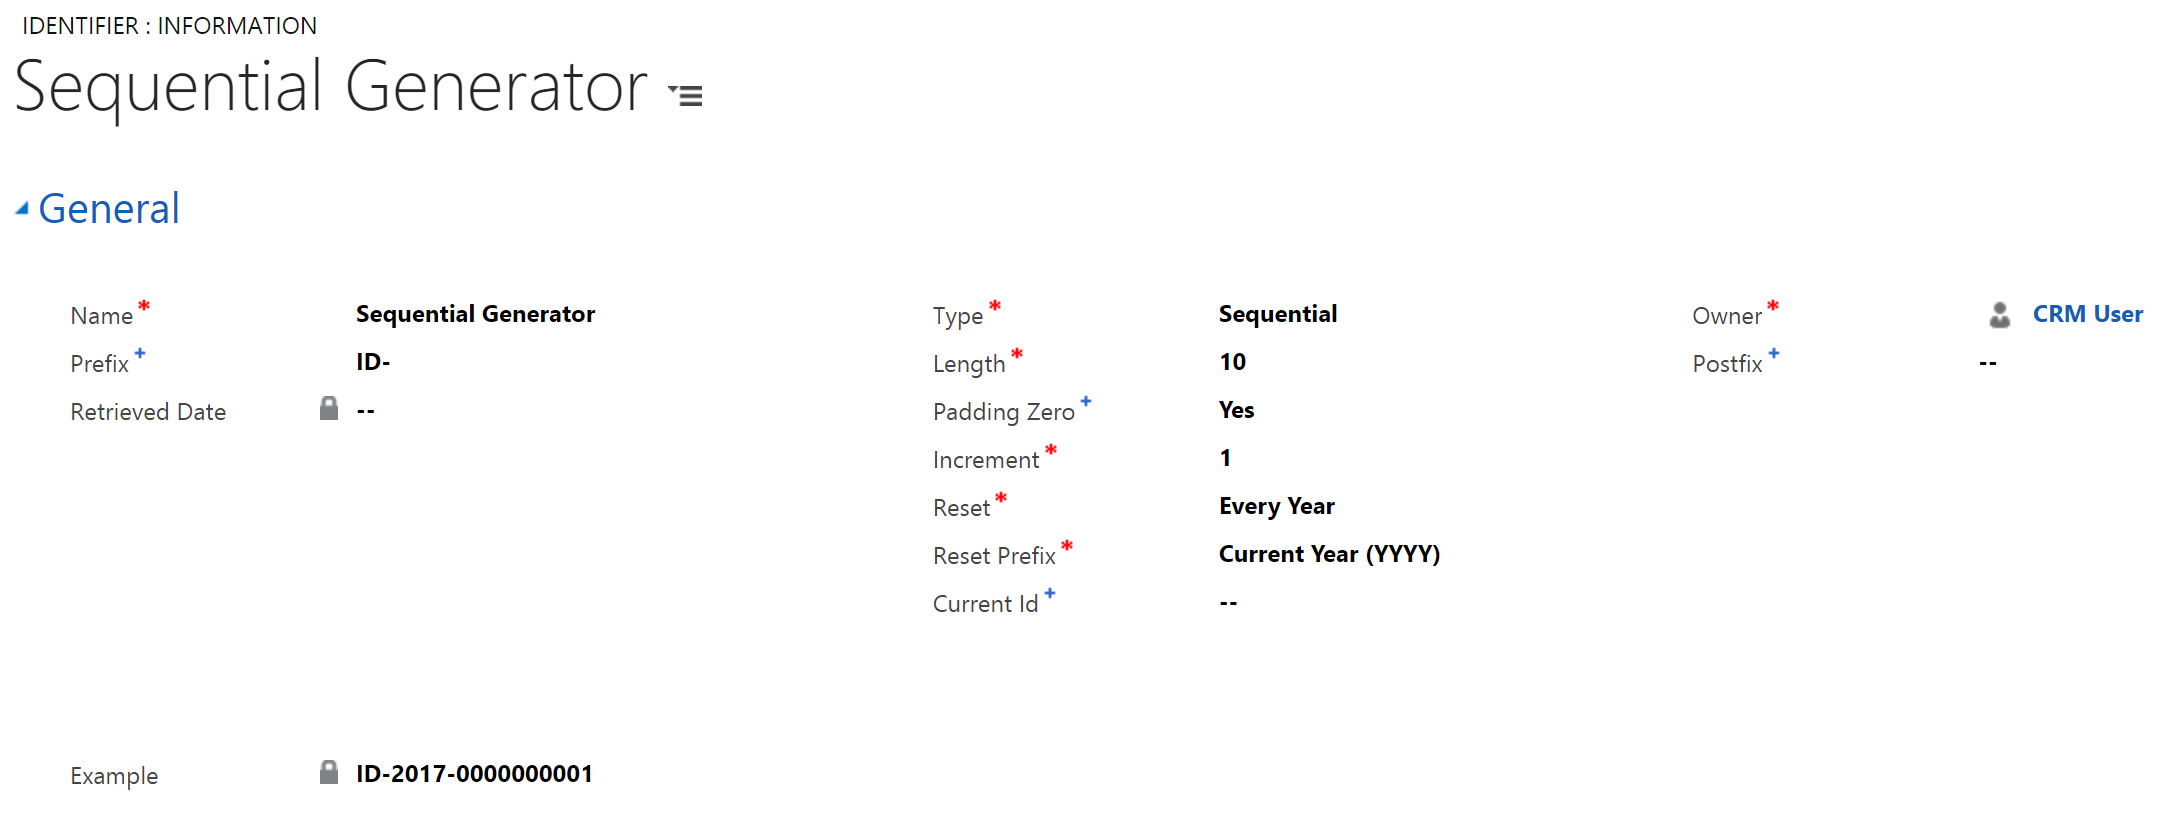 IDENTIFIER : INFORMATION
Sequential Generator
General
Name* Sequential Generator Type* Sequential Owner* CRM User
Prefix+ ID- Length* 10 Postfix+ --
Retrieved Date -- Padding Zero+ Yes
Increment* 1
Reset* Every Year
Reset Prefix* Current Year (YYYY)
Current Id+ --
Example ID-2017-0000000001